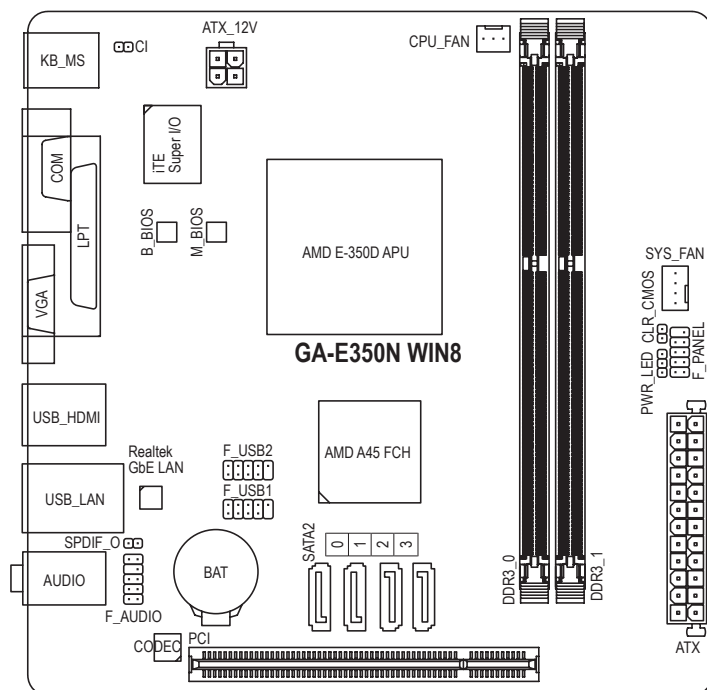 KB_MS
CI
ATX_12V
CPU_FAN
iTE
Super I/O
COM
LPT
B_BIOS
M_BIOS
AMD E-350D APU
VGA
SYS_FAN
CLR_CMOS
PWR_LED
F_PANEL
GA-E350N WIN8
USB_HDMI
AMD A45 FCH
Realtek
GbE LAN
F_USB2
F_USB1
USB_LAN
SPDIF_O
SATA2
0 1 2 3
AUDIO
BAT
F_AUDIO
DDR3_0
DDR3_1
CODEC
PCI
ATX